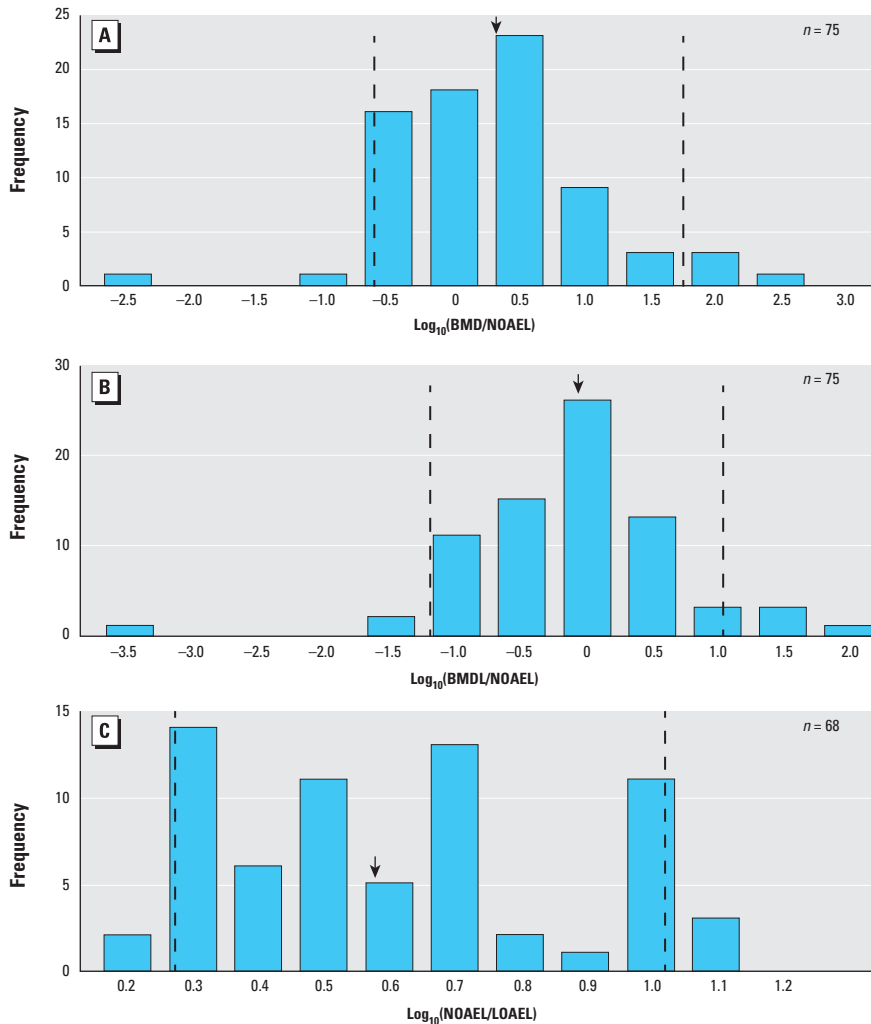 A
n = 75
Frequency
25
20
15
10
5
0
–2.5 –2.0 –1.5 –1.0 –0.5 0 0.5 1.0 1.5 2.0 2.5 3.0
Log10(BMD/NOAEL)
B
n = 75
Frequency
30
20
10
0
–3.5 –3.0 –2.5 –2.0 –1.5 –1.0 –0.5 0 0.5 1.0 1.5 2.0
Log10(BMDL/NOAEL)
C
n = 68
Frequency
15
10
5
0
0.2 0.3 0.4 0.5 0.6 0.7 0.8 0.9 1.0 1.1 1.2
Log10(NOAEL/LOAEL)